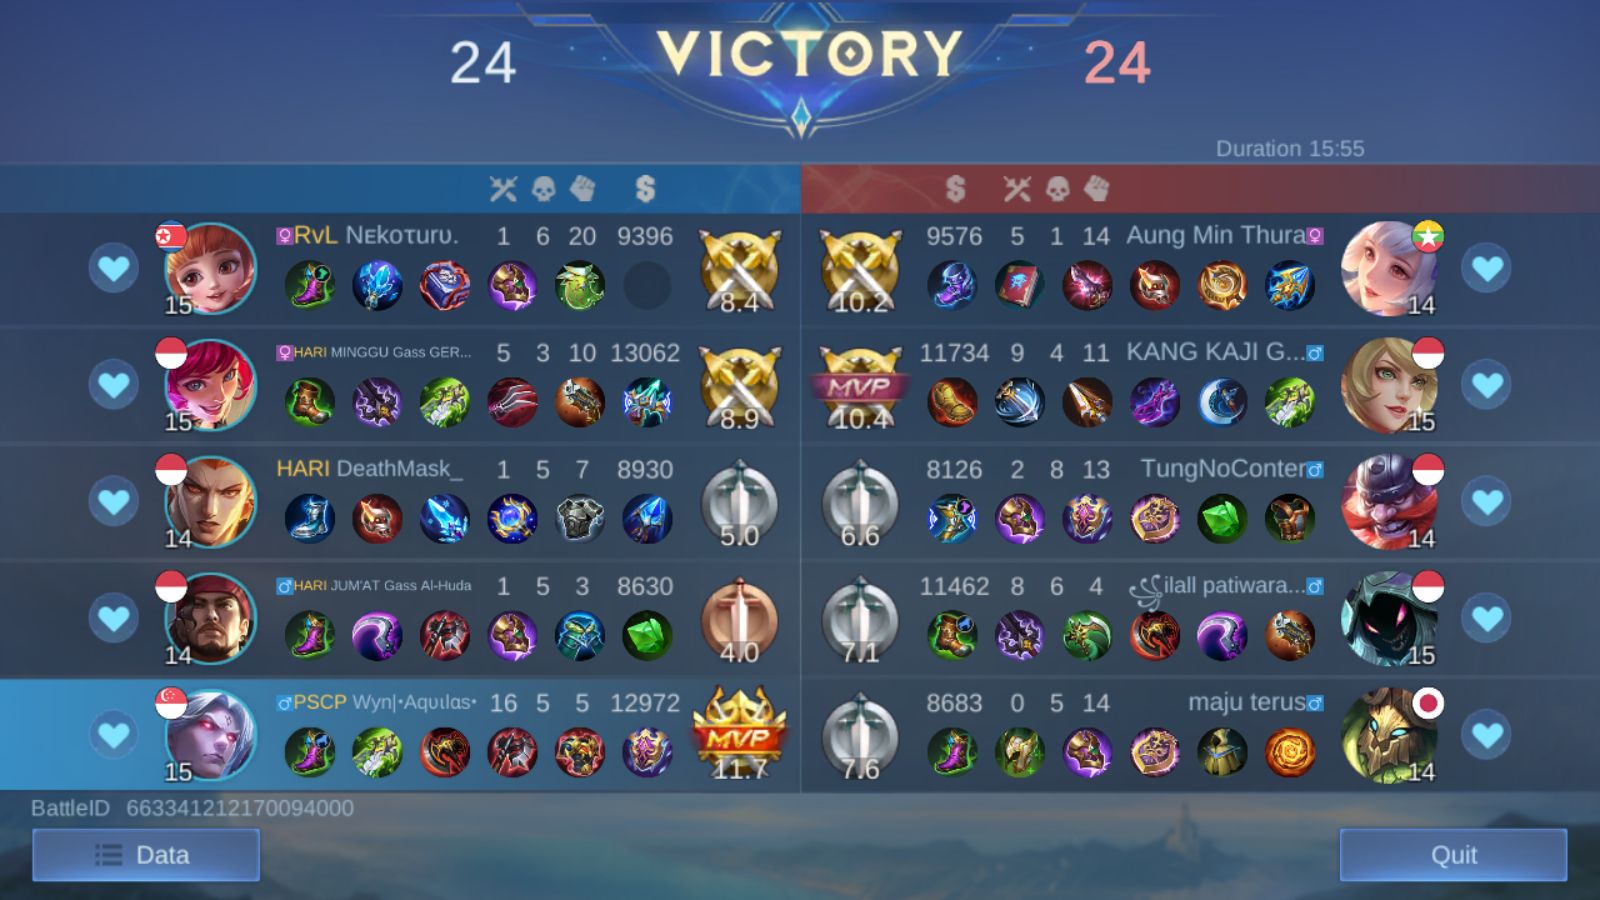 24 VICTORY 24
Duration 15:55
RvL Nᴇkoτuru. 1 6 20 9396
15 8.4
9576 5 1 14 Aung Min Thura
10.2 14
HARI MINGGU Gass GER... 5 3 10 13062
15 8.9
11734 9 4 11 KANG KAJI G...
MVP 10.4 15
HARI DeathMask_ 1 5 7 8930
14 5.0
8126 2 8 13 TungNoConter
6.6 14
HARI JUM'AT Gass Al-Huda 1 5 3 8630
14 4.0
11462 8 6 4 ilall patiwara...
7.1 15
PSCP Wyn|•Aqυιlαs• 16 5 5 12972
15 MVP 11.7
8683 0 5 14 maju terus
7.6 14
BattleID 663341212170094000
Data
Quit